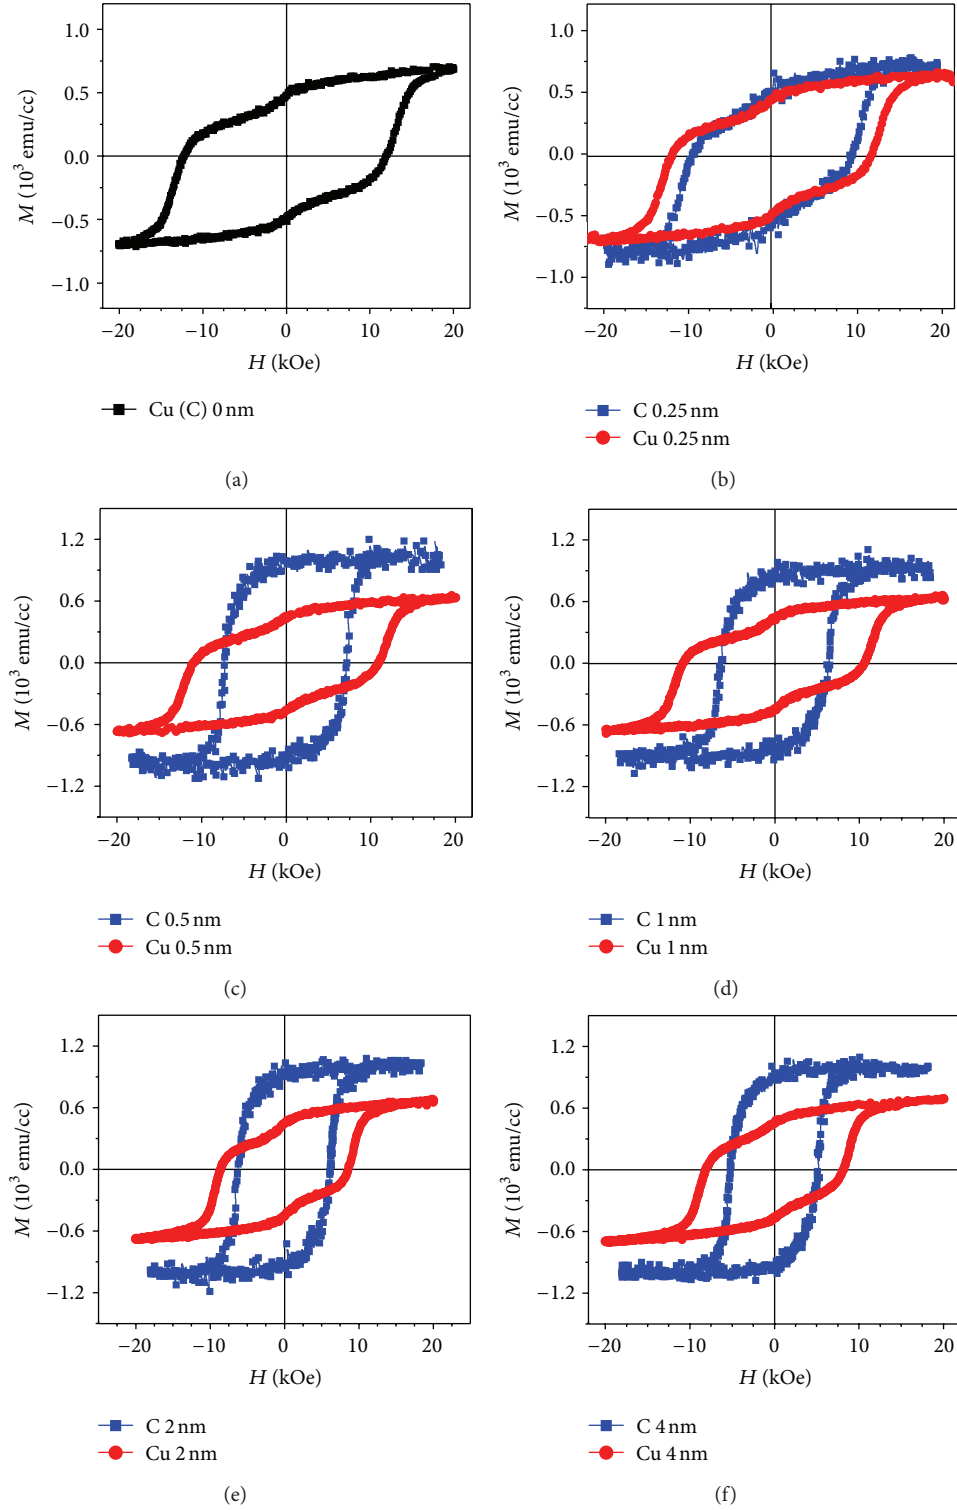 1.0
0.5
0.0
−0.5
−1.0
M (10³ emu/cc)
−20 −10 0 10 20
H (kOe)
Cu (C) 0 nm
(a)
1.0
0.5
0.0
−0.5
−1.0
M (10³ emu/cc)
−20 −10 0 10 20
H (kOe)
C 0.25 nm
Cu 0.25 nm
(b)
1.2
0.6
0.0
−0.6
−1.2
M (10³ emu/cc)
−20 −10 0 10 20
H (kOe)
C 0.5 nm
Cu 0.5 nm
(c)
1.2
0.6
0.0
−0.6
−1.2
M (10³ emu/cc)
−20 −10 0 10 20
H (kOe)
C 1 nm
Cu 1 nm
(d)
1.2
0.6
0.0
−0.6
−1.2
M (10³ emu/cc)
−20 −10 0 10 20
H (kOe)
C 2 nm
Cu 2 nm
(e)
1.2
0.6
0.0
−0.6
−1.2
M (10³ emu/cc)
−20 −10 0 10 20
H (kOe)
C 4 nm
Cu 4 nm
(f)